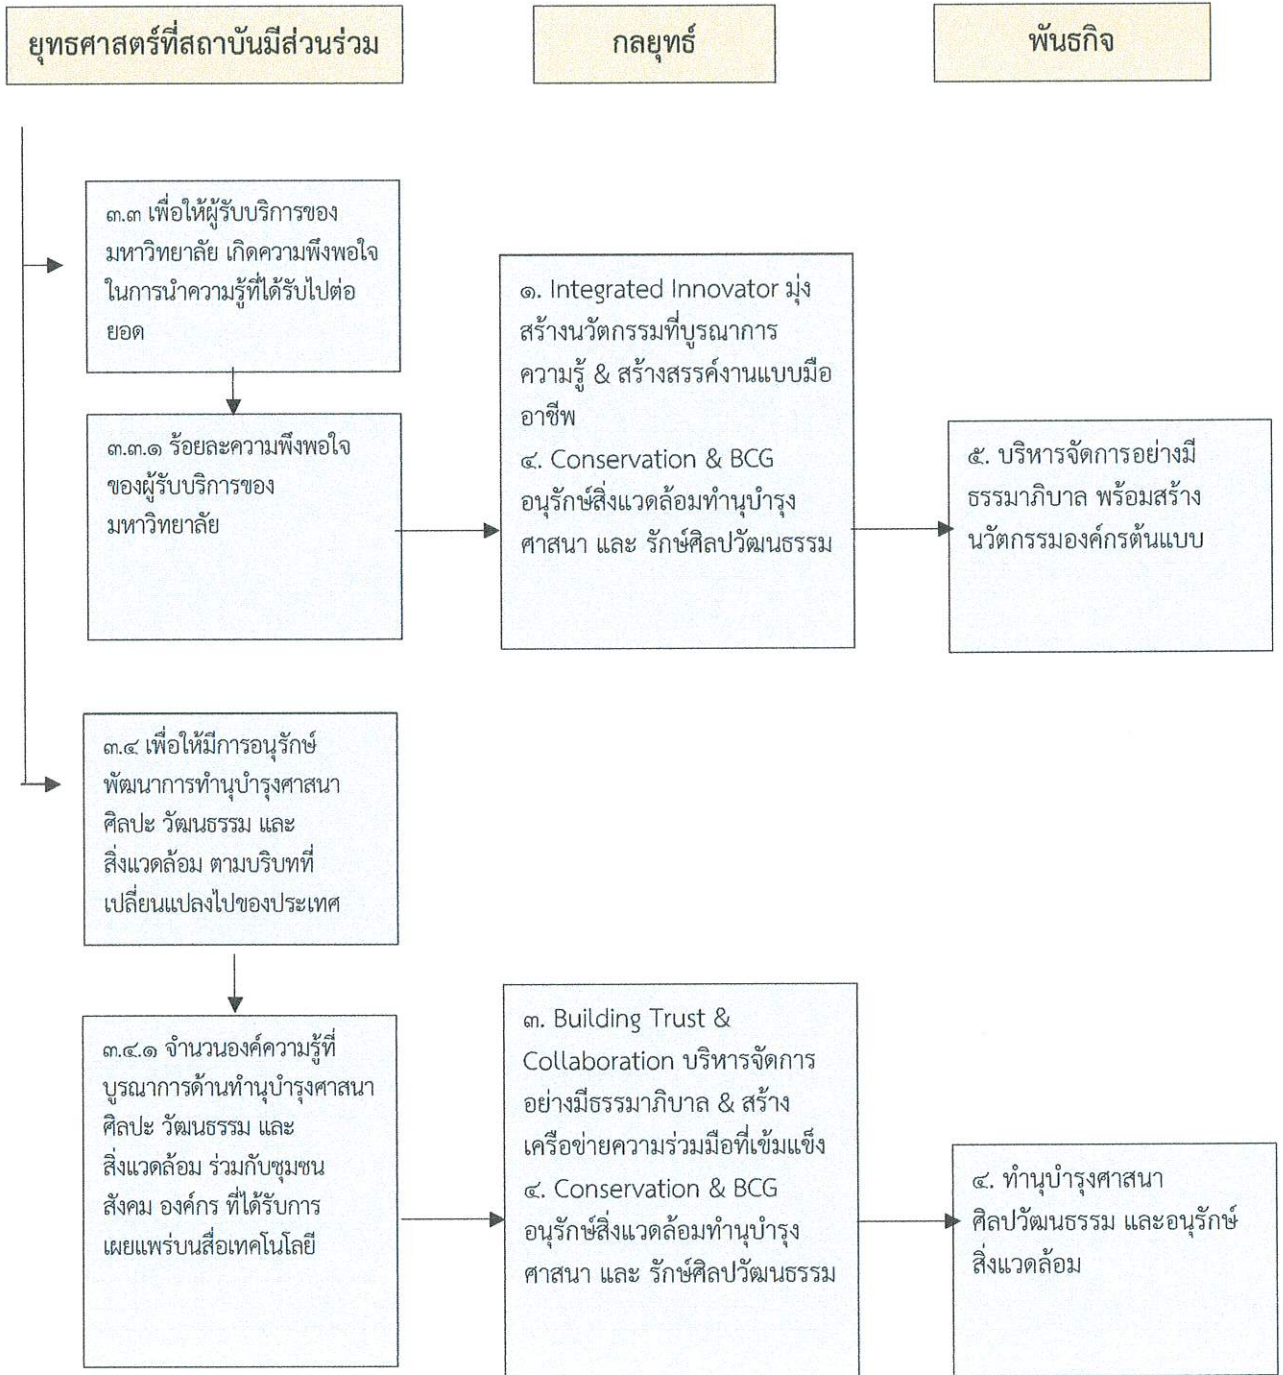 ยุทธศาสตร์ที่สถาบันมีส่วนร่วม
กลยุทธ์
พันธกิจ
๓.๓ เพื่อให้ผู้รับบริการของ
มหาวิทยาลัย เกิดความพึงพอใจ
ในการนำความรู้ที่ได้รับไปต่อ
ยอด
๓.๓.๑ ร้อยละความพึงพอใจ
ของผู้รับบริการของ
มหาวิทยาลัย
๑. Integrated Innovator มุ่ง
สร้างนวัตกรรมที่บูรณาการ
ความรู้ & สร้างสรรค์งานแบบมือ
อาชีพ
๔. Conservation & BCG
อนุรักษ์สิ่งแวดล้อมทำนุบำรุง
ศาสนา และ รักษ์ศิลปวัฒนธรรม
๕. บริหารจัดการอย่างมี
ธรรมาภิบาล พร้อมสร้าง
นวัตกรรมองค์กรต้นแบบ
๓.๔ เพื่อให้มีการอนุรักษ์
พัฒนาการทำนุบำรุงศาสนา
ศิลปะ วัฒนธรรม และ
สิ่งแวดล้อม ตามบริบทที่
เปลี่ยนแปลงไปของประเทศ
๓.๔.๑ จำนวนองค์ความรู้ที่
บูรณาการด้านทำนุบำรุงศาสนา
ศิลปะ วัฒนธรรม และ
สิ่งแวดล้อม ร่วมกับชุมชน
สังคม องค์กร ที่ได้รับการ
เผยแพร่บนสื่อเทคโนโลยี
๓. Building Trust &
Collaboration บริหารจัดการ
อย่างมีธรรมาภิบาล & สร้าง
เครือข่ายความร่วมมือที่เข้มแข็ง
๔. Conservation & BCG
อนุรักษ์สิ่งแวดล้อมทำนุบำรุง
ศาสนา และ รักษ์ศิลปวัฒนธรรม
๔. ทำนุบำรุงศาสนา
ศิลปวัฒนธรรม และอนุรักษ์
สิ่งแวดล้อม